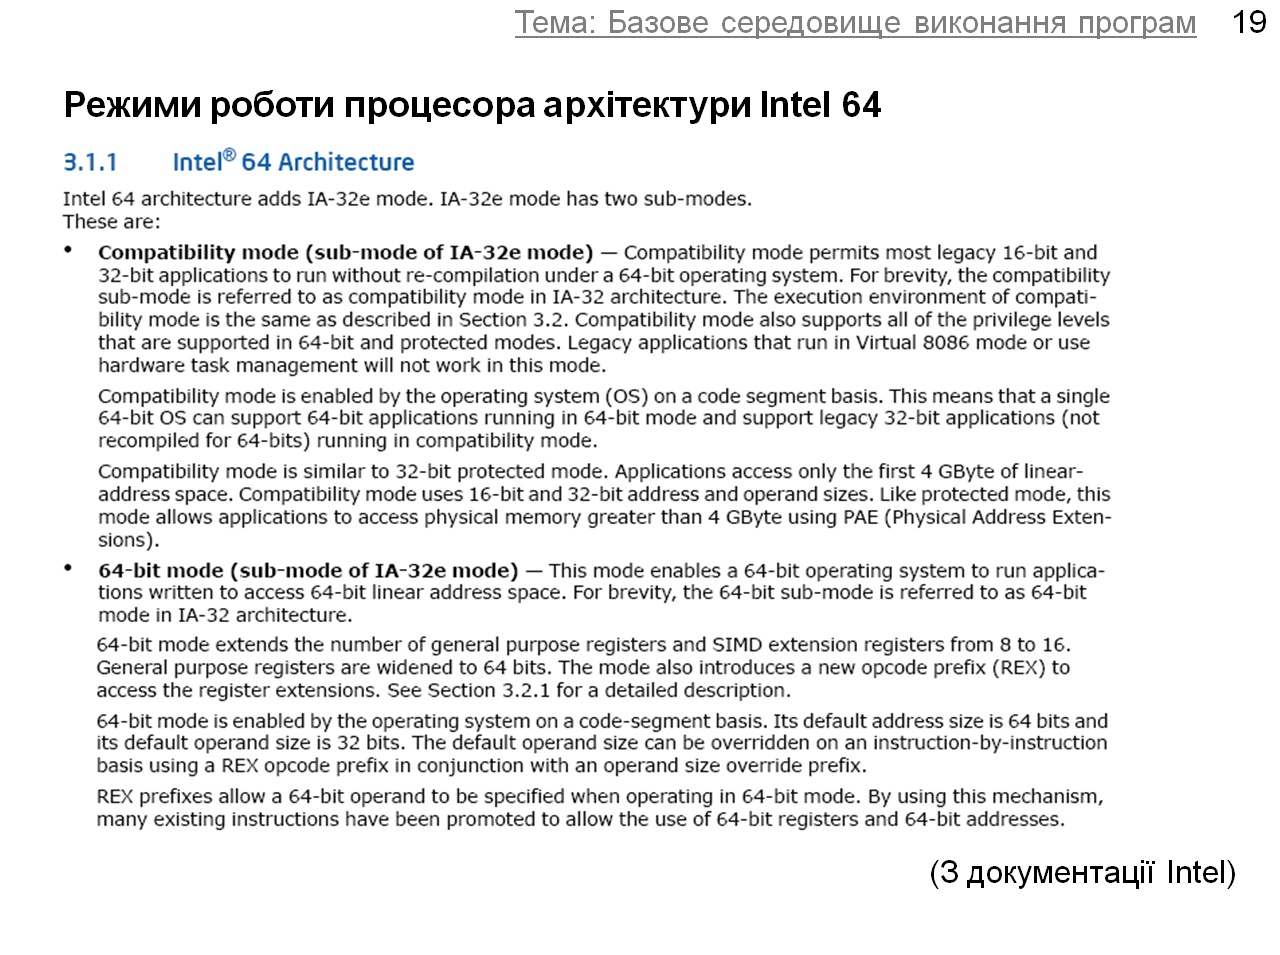 Тема: Базове середовище виконання програм 19
Режими роботи процесора архітектури Intel 64
3.1.1 Intel® 64 Architecture
Intel 64 architecture adds IA-32e mode. IA-32e mode has two sub-modes.
These are:
• Compatibility mode (sub-mode of IA-32e mode) — Compatibility mode permits most legacy 16-bit and
32-bit applications to run without re-compilation under a 64-bit operating system. For brevity, the compatibility
sub-mode is referred to as compatibility mode in IA-32 architecture. The execution environment of compati-
bility mode is the same as described in Section 3.2. Compatibility mode also supports all of the privilege levels
that are supported in 64-bit and protected modes. Legacy applications that run in Virtual 8086 mode or use
hardware task management will not work in this mode.
Compatibility mode is enabled by the operating system (OS) on a code segment basis. This means that a single
64-bit OS can support 64-bit applications running in 64-bit mode and support legacy 32-bit applications (not
recompiled for 64-bits) running in compatibility mode.
Compatibility mode is similar to 32-bit protected mode. Applications access only the first 4 GByte of linear-
address space. Compatibility mode uses 16-bit and 32-bit address and operand sizes. Like protected mode, this
mode allows applications to access physical memory greater than 4 GByte using PAE (Physical Address Exten-
sions).
• 64-bit mode (sub-mode of IA-32e mode) — This mode enables a 64-bit operating system to run applica-
tions written to access 64-bit linear address space. For brevity, the 64-bit sub-mode is referred to as 64-bit
mode in IA-32 architecture.
64-bit mode extends the number of general purpose registers and SIMD extension registers from 8 to 16.
General purpose registers are widened to 64 bits. The mode also introduces a new opcode prefix (REX) to
access the register extensions. See Section 3.2.1 for a detailed description.
64-bit mode is enabled by the operating system on a code-segment basis. Its default address size is 64 bits and
its default operand size is 32 bits. The default operand size can be overridden on an instruction-by-instruction
basis using a REX opcode prefix in conjunction with an operand size override prefix.
REX prefixes allow a 64-bit operand to be specified when operating in 64-bit mode. By using this mechanism,
many existing instructions have been promoted to allow the use of 64-bit registers and 64-bit addresses.
(З документації Intel)